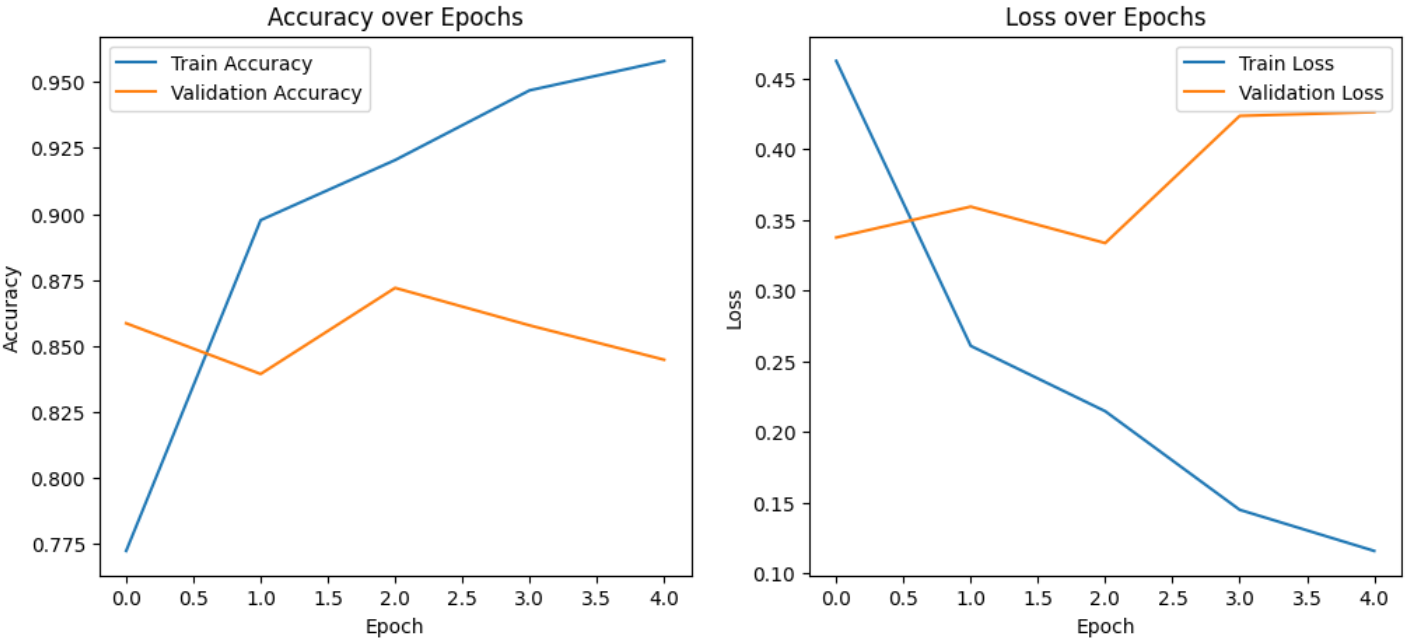 Accuracy over Epochs
Train Accuracy
Validation Accuracy
0.950
0.925
0.900
0.875
0.850
0.825
0.800
0.775
Accuracy
0.0 0.5 1.0 1.5 2.0 2.5 3.0 3.5 4.0
Epoch
Loss over Epochs
Train Loss
Validation Loss
0.45
0.40
0.35
0.30
0.25
0.20
0.15
0.10
Loss
0.0 0.5 1.0 1.5 2.0 2.5 3.0 3.5 4.0
Epoch